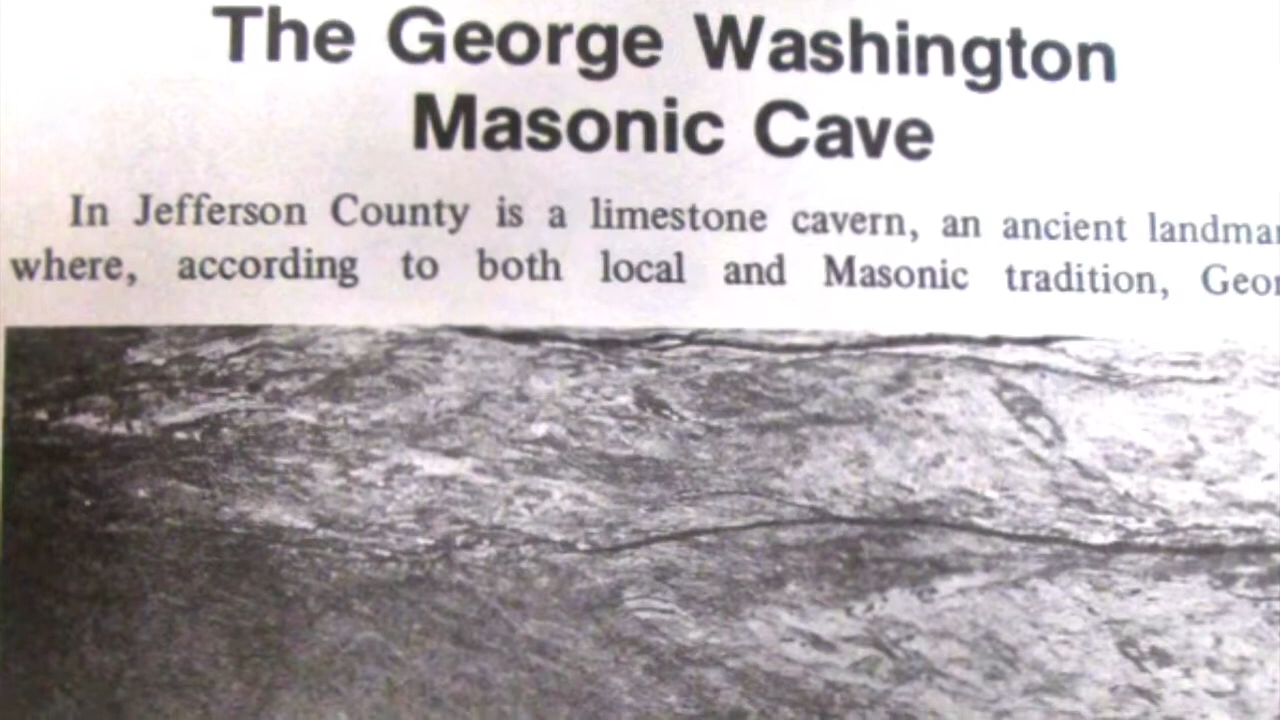 The George Washington
Masonic Cave
In Jefferson County is a limestone cavern, an ancient
where, according to both local and Masonic tradition,